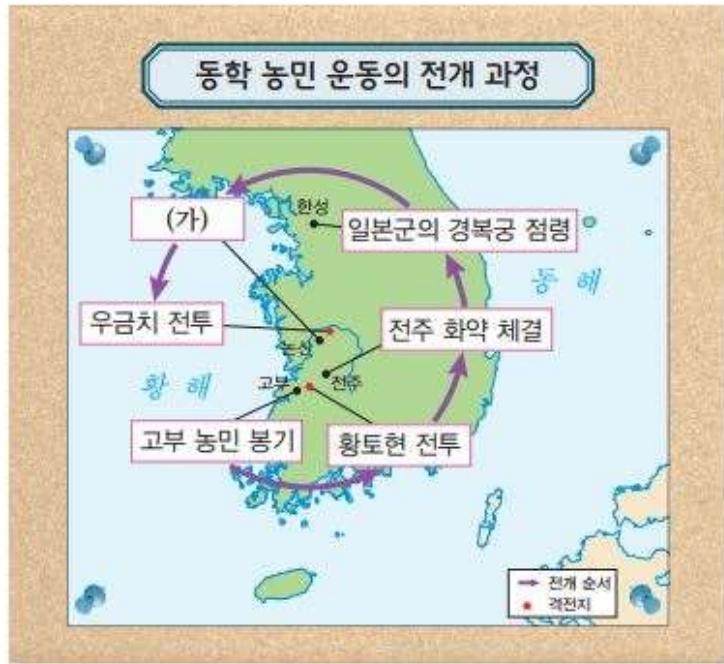 동학 농민 운동의 전개 과정
한성
(가)
일본군의 경복궁 점령
동해
우금치 전투
논산
전주 화약 체결
황해
고부
전주
고부 농민 봉기
황토현 전투
전개 순서
격전지